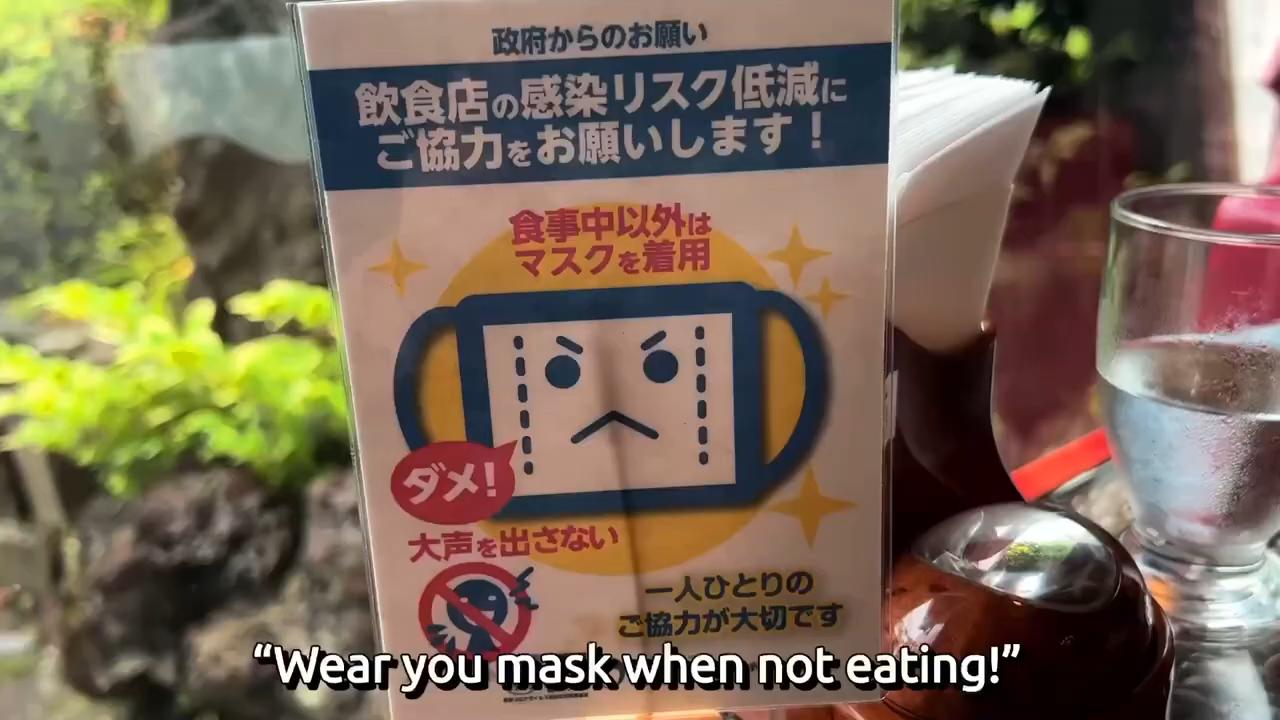 政府からのお願い
飲食店の感染リスク低減に
ご協力をお願いします!
食事中以外は
マスクを着用
ダメ!
大声を出さない
一人ひとりの
ご協力が大切です
“Wear you mask when not eating!”